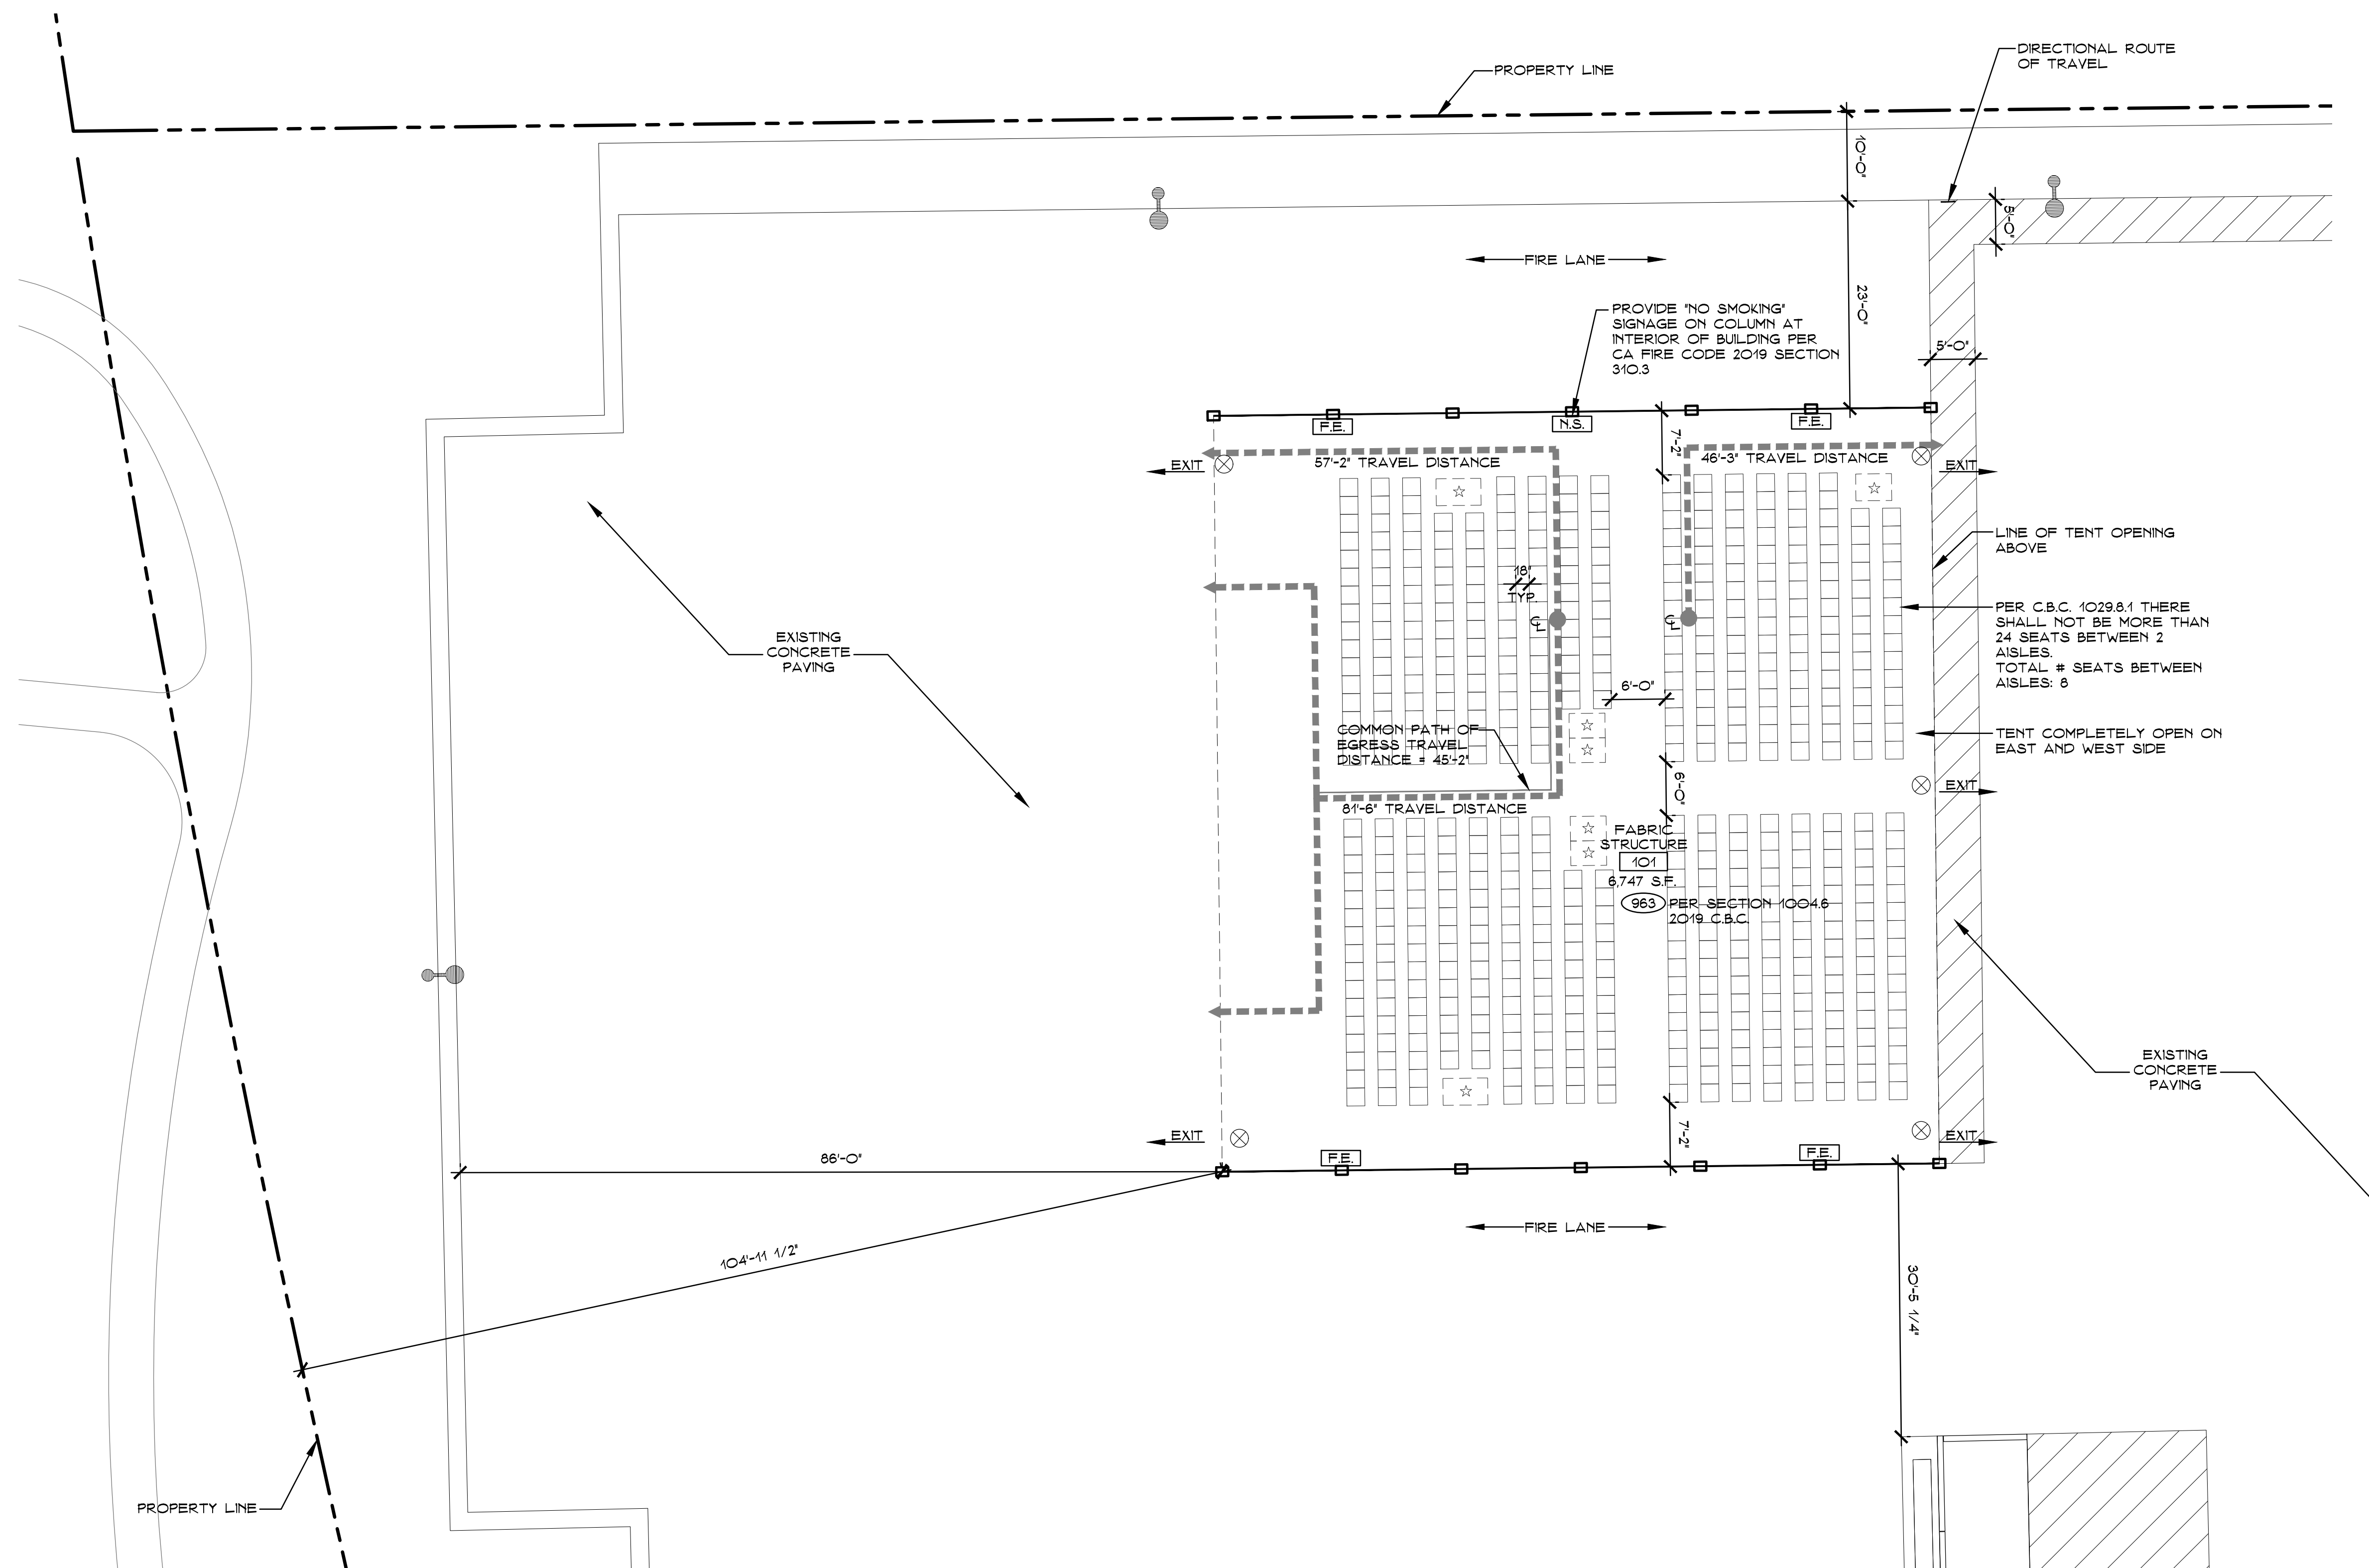 DIRECTIONAL ROUTE
OF TRAVEL
PROPERTY LINE
10'-0"
5'-0"
FIRE LANE
23'-0"
PROVIDE "NO SMOKING"
SIGNAGE ON COLUMN AT
INTERIOR OF BUILDING PER
CA FIRE CODE 2019 SECTION
310.3
5'-0"
F.E.
N.S.
F.E.
7'-2"
EXIT
57'-2" TRAVEL DISTANCE
46'-3" TRAVEL DISTANCE
EXIT
LINE OF TENT OPENING
ABOVE
18"
TYP.
CL
CL
PER C.B.C. 1029.8.1 THERE
SHALL NOT BE MORE THAN
24 SEATS BETWEEN 2
AISLES.
TOTAL # SEATS BETWEEN
AISLES: 8
EXISTING
CONCRETE
PAVING
6'-0"
COMMON PATH OF
EGRESS TRAVEL
DISTANCE = 45'-2"
TENT COMPLETELY OPEN ON
EAST AND WEST SIDE
6'-0"
EXIT
81'-6" TRAVEL DISTANCE
FABRIC
STRUCTURE
101
6,747 S.F.
963 PER SECTION 1004.6
2019 C.B.C.
EXISTING
CONCRETE
PAVING
EXIT
7'-2"
EXIT
F.E.
F.E.
86'-0"
FIRE LANE
104'-11 1/2"
30'-5 1/4"
PROPERTY LINE